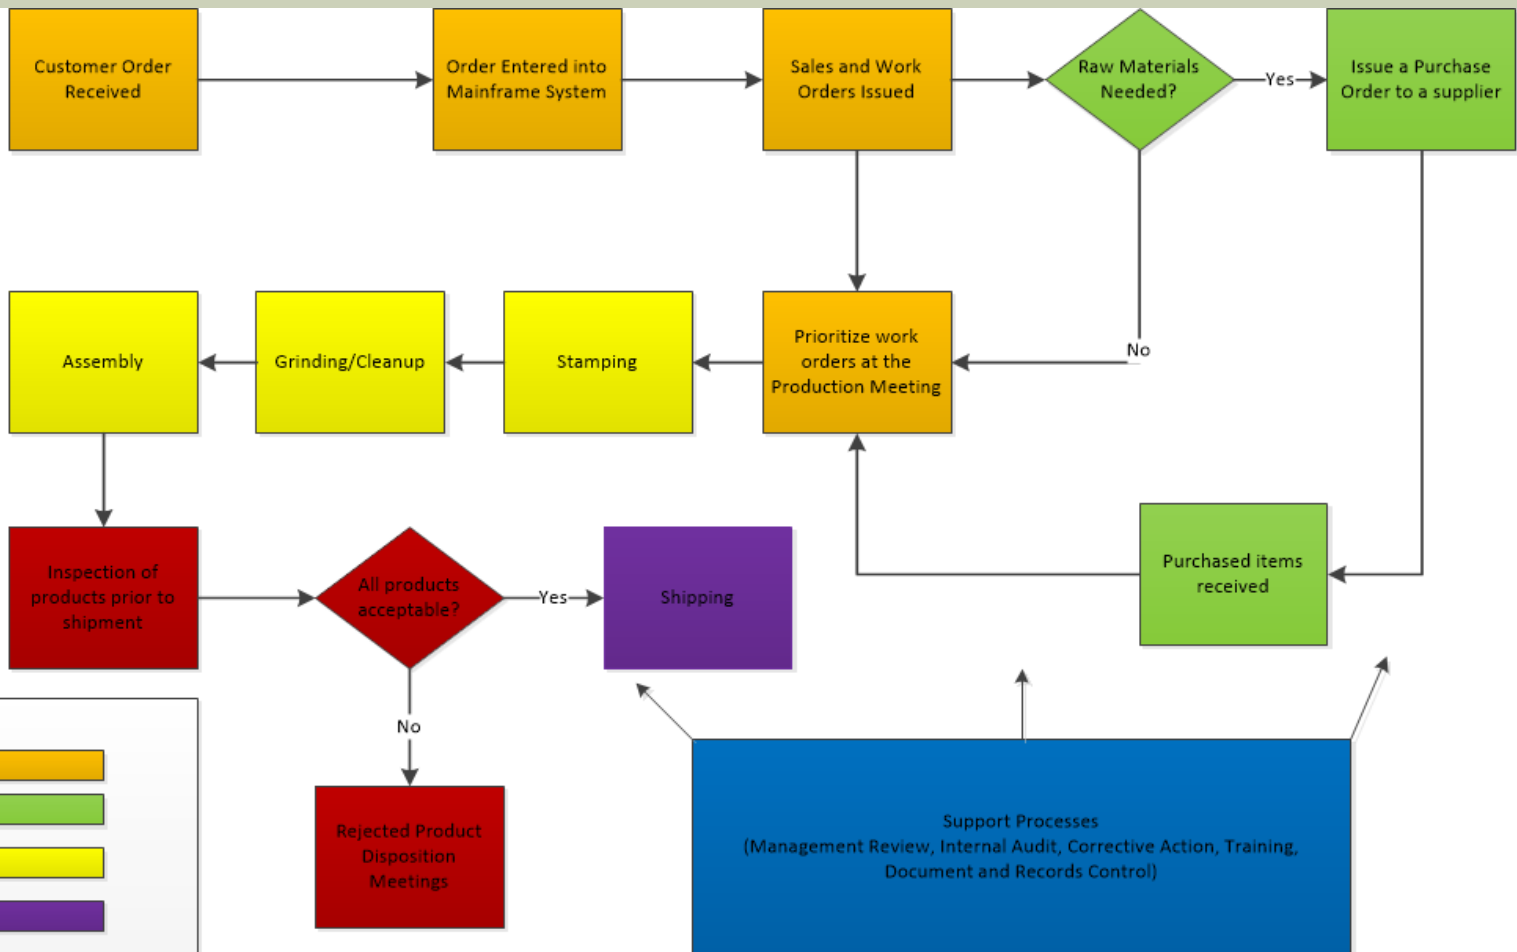 Customer Order
Received
Order Entered into
Mainframe System
Sales and Work
Orders Issued
Raw Materials
Needed?
Yes
Issue a Purchase
Order to a supplier
Assembly
Grinding/Cleanup
Stamping
Prioritize work
orders at the
Production Meeting
No
Inspection of
products prior to
shipment
All products
acceptable?
Yes
Shipping
Purchased items
received
No
Rejected Product
Disposition
Meetings
Support Processes
(Management Review, Internal Audit, Corrective Action, Training,
Document and Records Control)